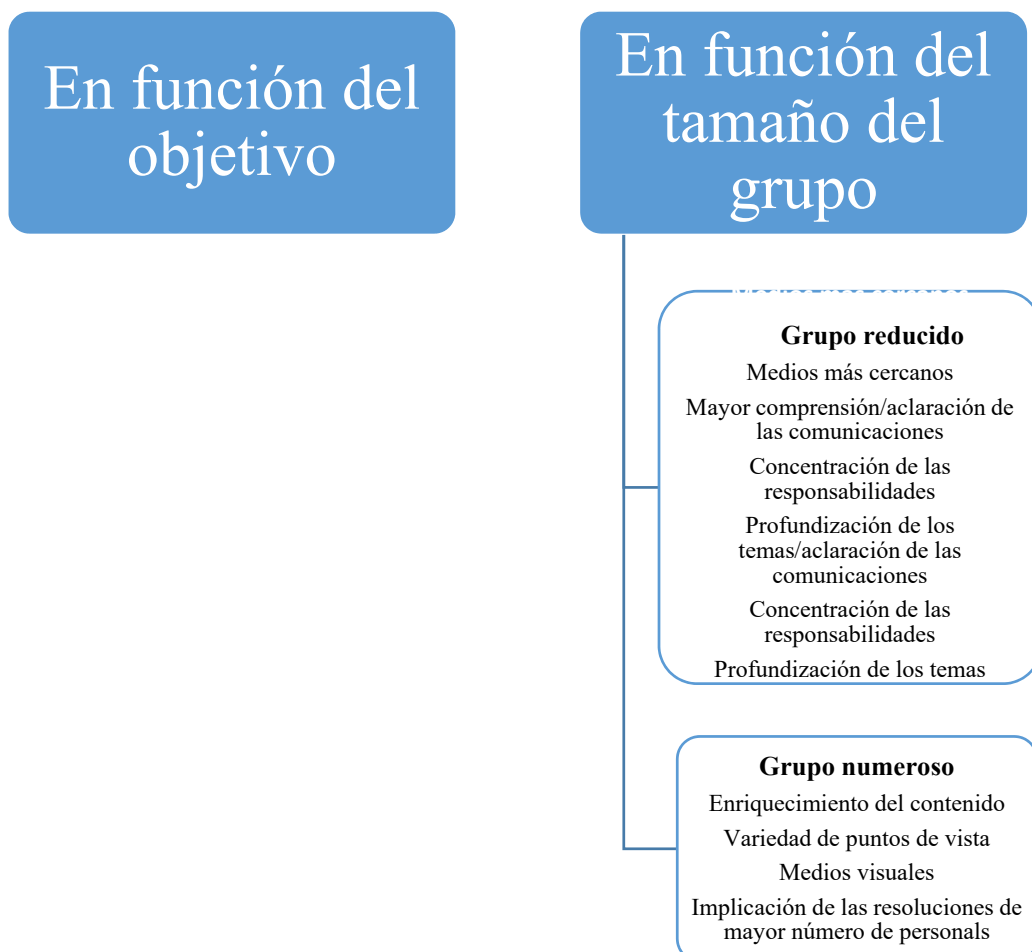 En función del
objetivo
En función del
tamaño del
grupo
Grupo reducido
Medios más cercanos
Mayor comprensión/aclaración de
las comunicaciones
Concentración de las
responsabilidades
Profundización de los
temas/aclaración de las
comunicaciones
Concentración de las
responsabilidades
Profundización de los temas
Grupo numeroso
Enriquecimiento del contenido
Variedad de puntos de vista
Medios visuales
Implicación de las resoluciones de
mayor número de personals